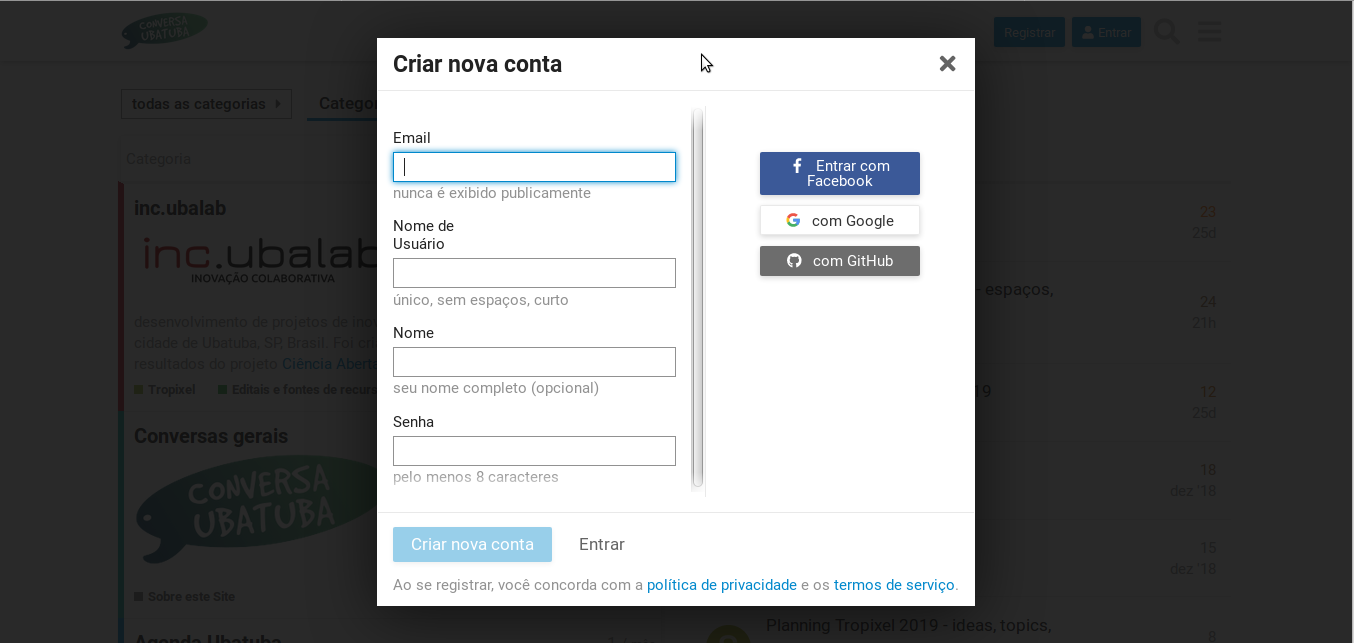 CONVERSA
UBATUBA
Registrar
Entrar
Criar nova conta
todas as categorias
Categor
Categoria
Email
nunca é exibido publicamente
Nome de
Usuário
único, sem espaços, curto
Nome
seu nome completo (opcional)
Senha
pelo menos 8 caracteres
Entrar com
Facebook
com Google
com GitHub
Criar nova conta
Entrar
Ao se registrar, você concorda com a política de privacidade e os termos de serviço.
inc.ubalab
inc.ubalab
INOVAÇÃO COLABORATIVA
desenvolvimento de projetos de inov
cidade de Ubatuba, SP, Brasil. Foi cri
resultados do projeto Ciência Aberta
Tropixel
Editais e fontes de recurs
Conversas gerais
CONVERSA
UBATUBA
Sobre este Site
Agenda Ubatuba
23
25d
- espaços,
24
21h
19
12
25d
18
dez '18
15
dez '18
Planning Tropixel 2019 - ideas, topics,
8